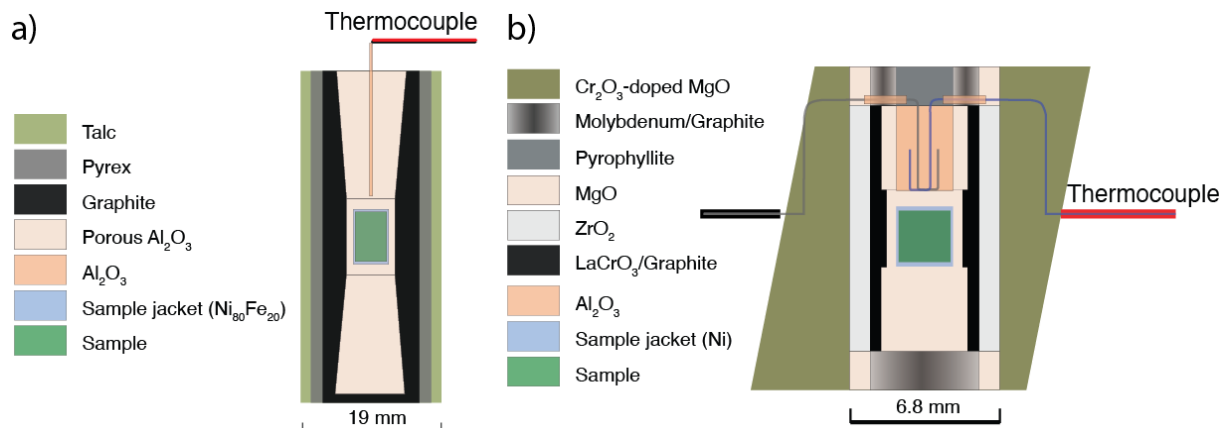 a)
Thermocouple
Talc
Pyrex
Graphite
Porous Al₂O₃
Al₂O₃
Sample jacket (Ni₈₀Fe₂₀)
Sample
19 mm
b)
Cr₂O₃-doped MgO
Molybdenum/Graphite
Pyrophyllite
MgO
ZrO₂
LaCrO₃/Graphite
Al₂O₃
Sample jacket (Ni)
Sample
Thermocouple
6.8 mm